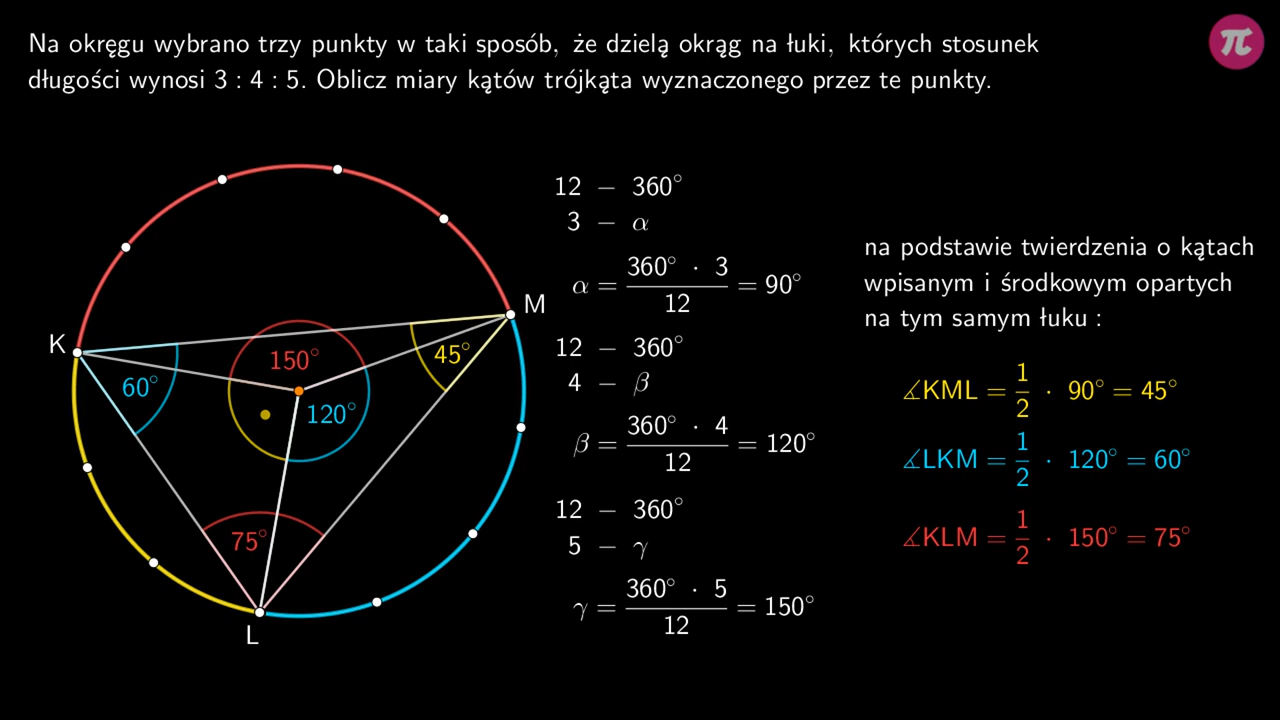 Na okręgu wybrano trzy punkty w taki sposób, że dzielą okrąg na łuki, których stosunek
długości wynosi 3 : 4 : 5. Oblicz miary kątów trójkąta wyznaczonego przez te punkty.
π
K
M
L
150°
120°
60°
45°
75°
12 – 360°
3 – α
α = 360° · 3 / 12 = 90°
12 – 360°
4 – β
β = 360° · 4 / 12 = 120°
12 – 360°
5 – γ
γ = 360° · 5 / 12 = 150°
na podstawie twierdzenia o kątach
wpisanym i środkowym opartych
na tym samym łuku :
∡KML = 1/2 · 90° = 45°
∡LKM = 1/2 · 120° = 60°
∡KLM = 1/2 · 150° = 75°